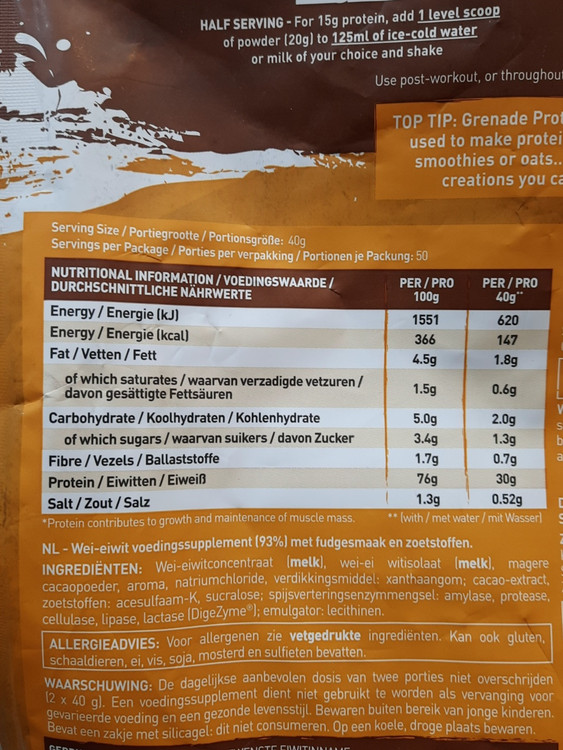 HALF SERVING - For 15g protein, add 1 level scoop
of powder (20g) to 125ml of ice-cold water
or milk of your choice and shake
Use post-workout, or throughout
TOP TIP: Grenade
used to make
smoothies or oats..
creations you
Serving Size / Portiegrootte / Portionsgröße: 40g
Servings per Package / Porties per verpakking / Portionen je Packung: 50
NUTRITIONAL INFORMATION / VOEDINGSWAARDE / DURCHSCHNITTLICHE NÄHRWERTE PER / PRO 100g PER / PRO 40g**
Energy / Energie (kJ) 1551 620
Energy / Energie (kcal) 366 147
Fat / Vetten / Fett 4.5g 1.8g
of which saturates / waarvan verzadigde vetzuren / davon gesättigte Fettsäuren 1.5g 0.6g
Carbohydrate / Koolhydraten / Kohlenhydrate 5.0g 2.0g
of which sugars / waarvan suikers / davon Zucker 3.4g 1.3g
Fibre / Vezels / Ballaststoffe 1.7g 0.7g
Protein / Eiwitten / Eiweiß 76g 30g
Salt / Zout / Salz 1.3g 0.52g
*Protein contributes to growth and maintenance of muscle mass. ** (with / met water / mit Wasser)
NL - Wei-eiwit voedingssupplement (93%) met fudgesmaak en zoetstoffen.
INGREDIËNTEN: Wei-eiwitconcentraat (melk), wei-ei witisolaat (melk), magere
cacaopoeder, aroma, natriumchloride, verdikkingsmiddel: xanthaangom; cacao-extract,
zoetstoffen: acesulfaam-K, sucralose; spijsverteringsenzymmengsel: amylase, protease,
cellulase, lipase, lactase (DigeZyme®); emulgator: lecithinen.
ALLERGIEADVIES: Voor allergenen zie vetgedrukte ingrediënten. Kan ook gluten,
schaaldieren, ei, vis, soja, mosterd en sulfieten bevatten.
WAARSCHUWING: De dagelijkse aanbevolen dosis van twee porties niet overschrijden
(2 x 40 g). Een voedingssupplement dient niet gebruikt te worden als vervanging voor
gevarieerde voeding en een gezonde levensstijl. Bewaren buiten bereik van jonge kinderen.
Bevat een zakje met silicagel: dit niet consumeren. Op een koele, droge plaats bewaren.